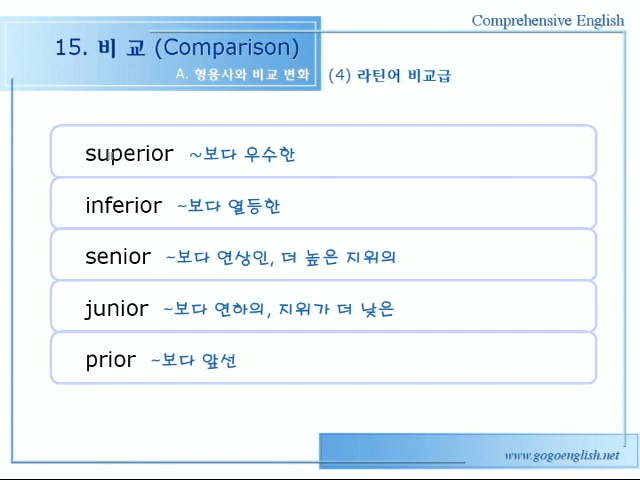 Comprehensive English
15. 비 교 (Comparison)
A. 형용사와 비교 변화 (4) 라틴어 비교급
superior ~보다 우수한
inferior ~보다 열등한
senior ~보다 연상인, 더 높은 지위의
junior ~보다 연하의, 지위가 더 낮은
prior ~보다 앞선
www.gogoenglish.net